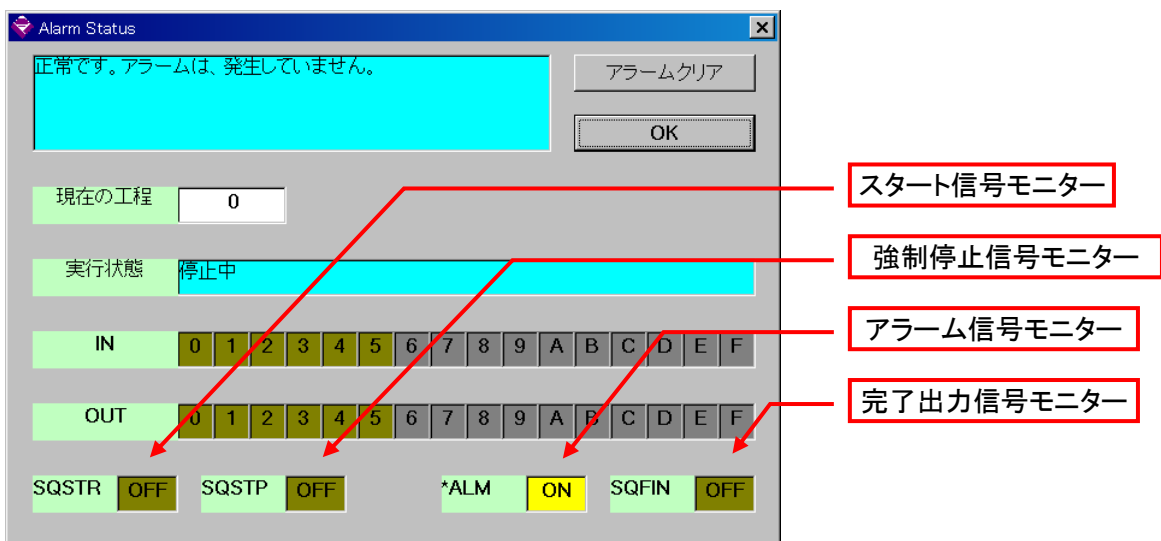 Alarm Status
正常です。アラームは、発生していません。
アラームクリア
OK
現在の工程 0
スタート信号モニター
強制停止信号モニター
実行状態 停止中
アラーム信号モニター
IN 0 1 2 3 4 5 6 7 8 9 A B C D E F
完了出力信号モニター
OUT 0 1 2 3 4 5 6 7 8 9 A B C D E F
SQSTR OFF SQSTP OFF *ALM ON SQFIN OFF